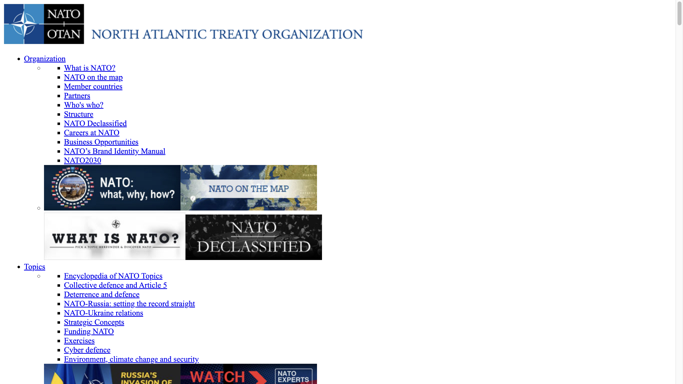 NATO
OTAN
NORTH ATLANTIC TREATY ORGANIZATION
Organization
What is NATO?
NATO on the map
Member countries
Partners
Who's who?
Structure
NATO Declassified
Careers at NATO
Business Opportunities
NATO's Brand Identity Manual
NATO2030
NATO:
what, why, how?
NATO ON THE MAP
WHAT IS NATO?
NATO
DECLASSIFIED
Topics
Encyclopedia of NATO Topics
Collective defence and Article 5
Deterrence and defence
NATO-Russia: setting the record straight
NATO-Ukraine relations
Strategic Concepts
Funding NATO
Exercises
Cyber defence
Environment, climate change and security
RUSSIA'S
INVASION OF
WATCH
NATO
EXPERTS